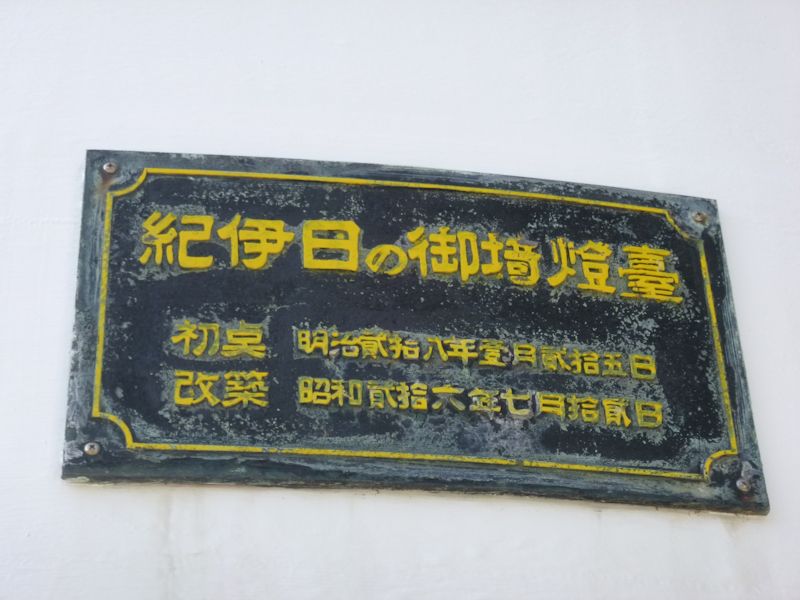 紀伊日の御埼燈臺
初点 明治貳拾八年壹月貳拾五日
改築 昭和貳拾六年七月拾貳日